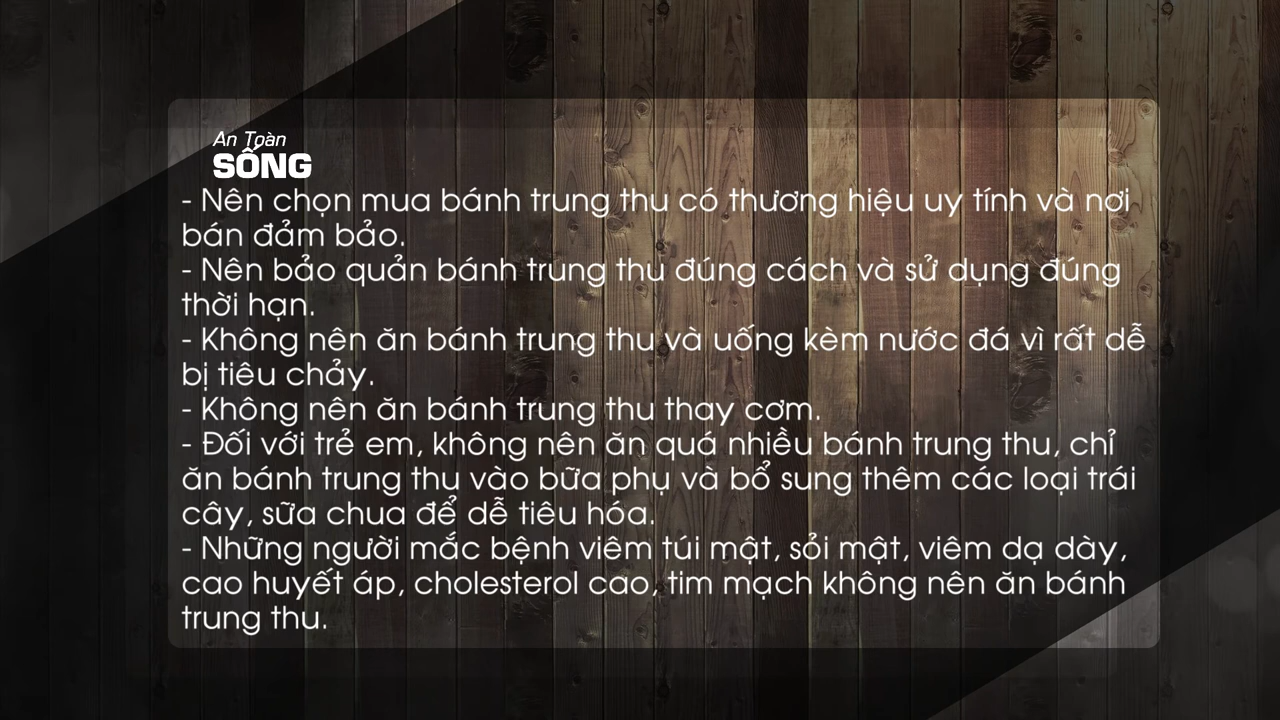 An Toàn
SỐNG
- Nên chọn mua bánh trung thu có thương hiệu uy tính và nơi
bán đảm bảo.
- Nên bảo quản bánh trung thu đúng cách và sử dụng đúng
thời hạn.
- Không nên ăn bánh trung thu và uống kèm nước đá vì rất dễ
bị tiêu chảy.
- Không nên ăn bánh trung thu thay cơm.
- Đối với trẻ em, không nên ăn quá nhiều bánh trung thu, chỉ
ăn bánh trung thu vào bữa phụ và bổ sung thêm các loại trái
cây, sữa chua để dễ tiêu hóa.
- Những người mắc bệnh viêm túi mật, sỏi mật, viêm dạ dày,
cao huyết áp, cholesterol cao, tim mạch không nên ăn bánh
trung thu.